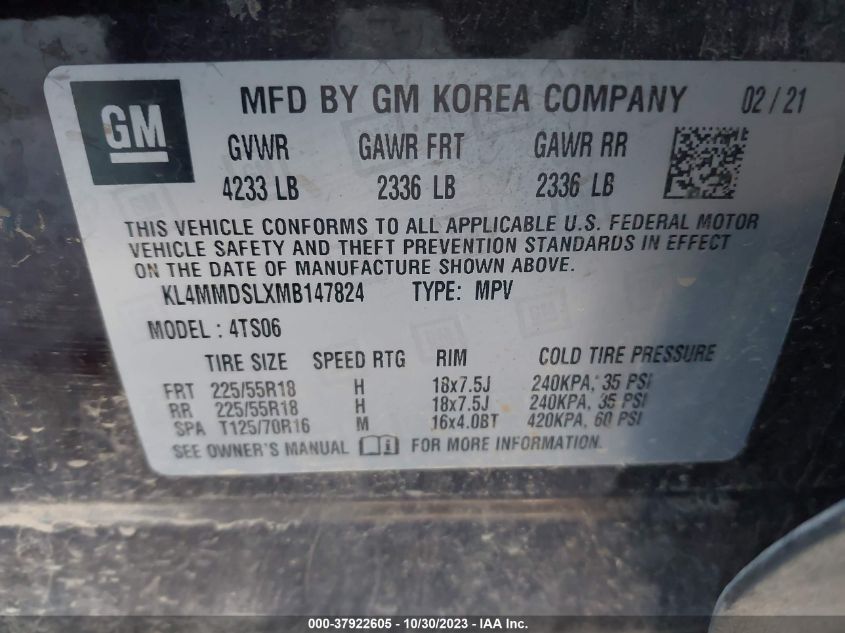 GM
MFD BY GM KOREA COMPANY 02 / 21
GVWR GAWR FRT GAWR RR
4233 LB 2336 LB 2336 LB
THIS VEHICLE CONFORMS TO ALL APPLICABLE U.S. FEDERAL MOTOR
VEHICLE SAFETY AND THEFT PREVENTION STANDARDS IN EFFECT
ON THE DATE OF MANUFACTURE SHOWN ABOVE.
KL4MMDSLXMB147824 TYPE: MPV
MODEL : 4TS06
TIRE SIZE SPEED RTG RIM COLD TIRE PRESSURE
FRT 225/55R18 H 18x7.5J 240KPA, 35 PSI
RR 225/55R18 H 18x7.5J 240KPA, 35 PSI
SPA T125/70R16 M 16x4.0BT 420KPA, 60 PSI
SEE OWNER'S MANUAL FOR MORE INFORMATION.
000-37922605 - 10/30/2023 - IAA Inc.